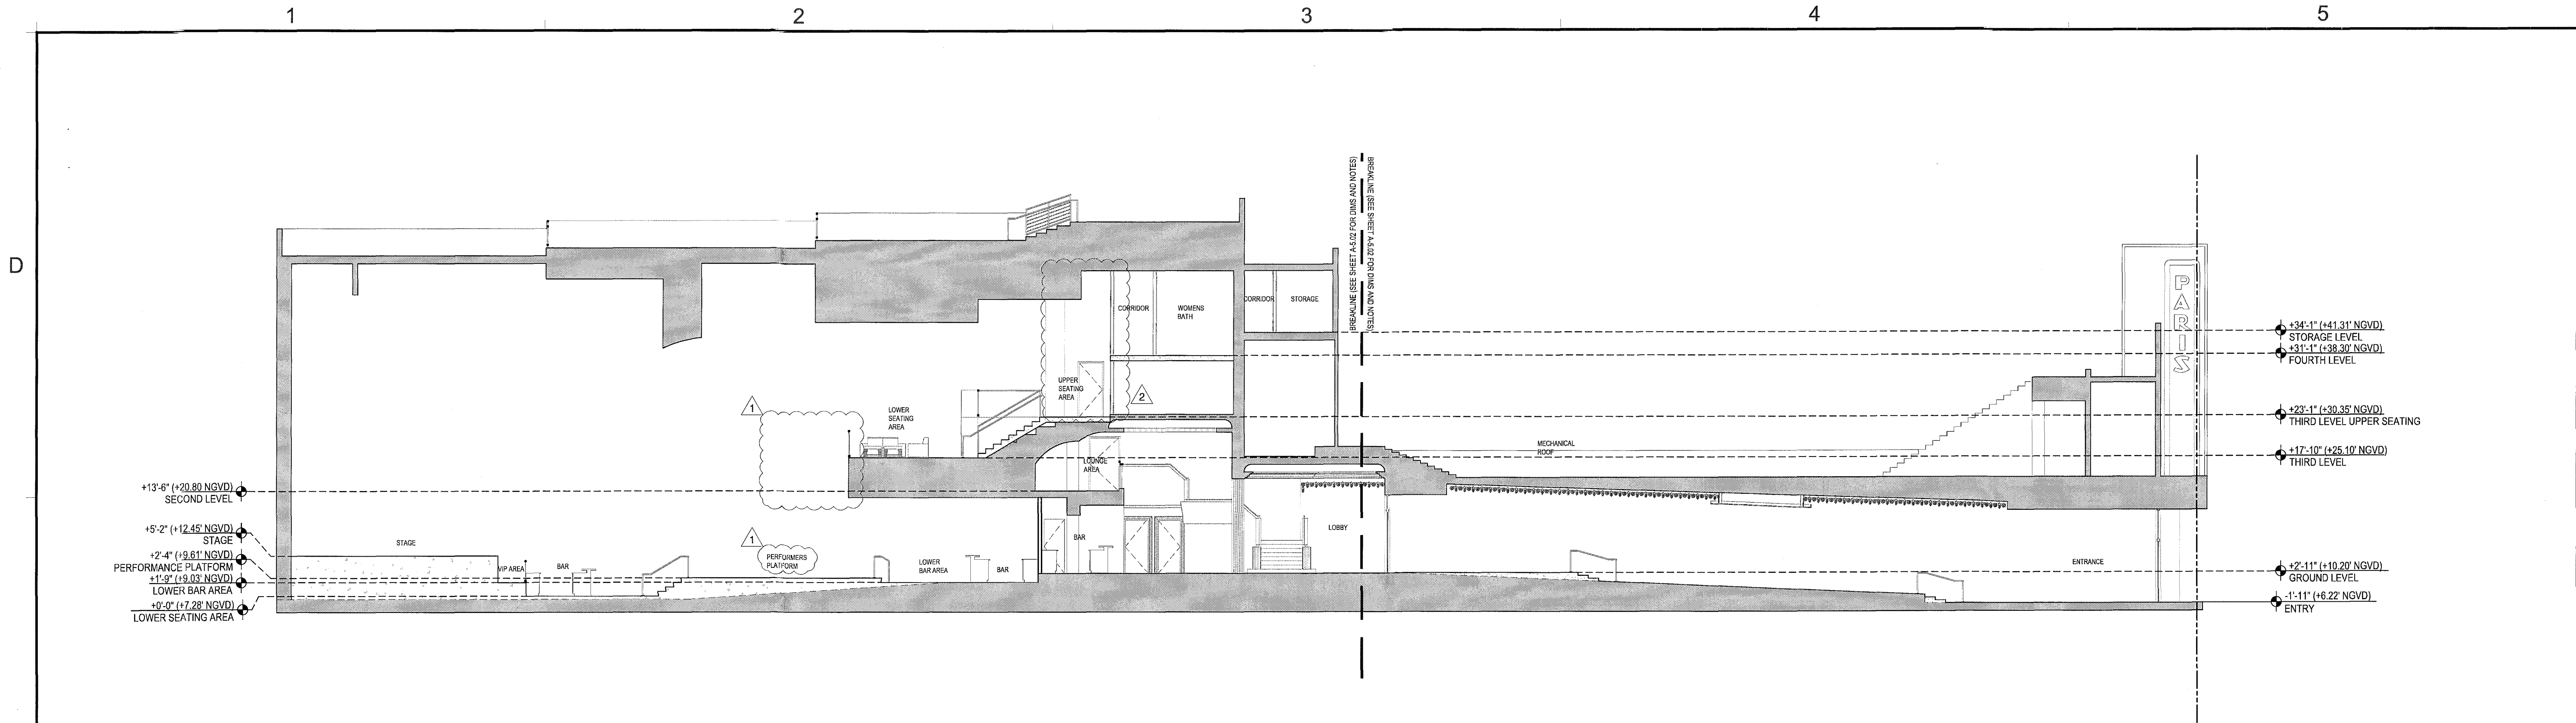 1 2 3 4 5
D
BREAKLINE (SEE SHEET A-5.02 FOR DIMS AND NOTES)
BREAKLINE (SEE SHEET A-5.02 FOR DIMS AND NOTES)
CORRIDOR
WOMENS
BATH
CORRIDOR
STORAGE
PARIS
+34'-1" (+41.31' NGVD)
STORAGE LEVEL
+31'-1" (+38.30' NGVD)
FOURTH LEVEL
UPPER
SEATING
AREA
2
1
LOWER
SEATING
AREA
+23'-1" (+30.35' NGVD)
THIRD LEVEL UPPER SEATING
MECHANICAL
ROOF
+17'-10" (+25.10' NGVD)
THIRD LEVEL
LOUNGE
AREA
+13'-6" (+20.80 NGVD)
SECOND LEVEL
+5'-2" (+12.45' NGVD)
STAGE
STAGE
LOBBY
BAR
1
PERFORMERS
PLATFORM
+2'-4" (+9.61' NGVD)
PERFORMANCE PLATFORM
VIP AREA
BAR
LOWER
BAR AREA
BAR
ENTRANCE
+2'-11" (+10.20' NGVD)
GROUND LEVEL
+1'-9" (+9.03' NGVD)
LOWER BAR AREA
+0'-0" (+7.28' NGVD)
LOWER SEATING AREA
-1'-11" (+6.22' NGVD)
ENTRY